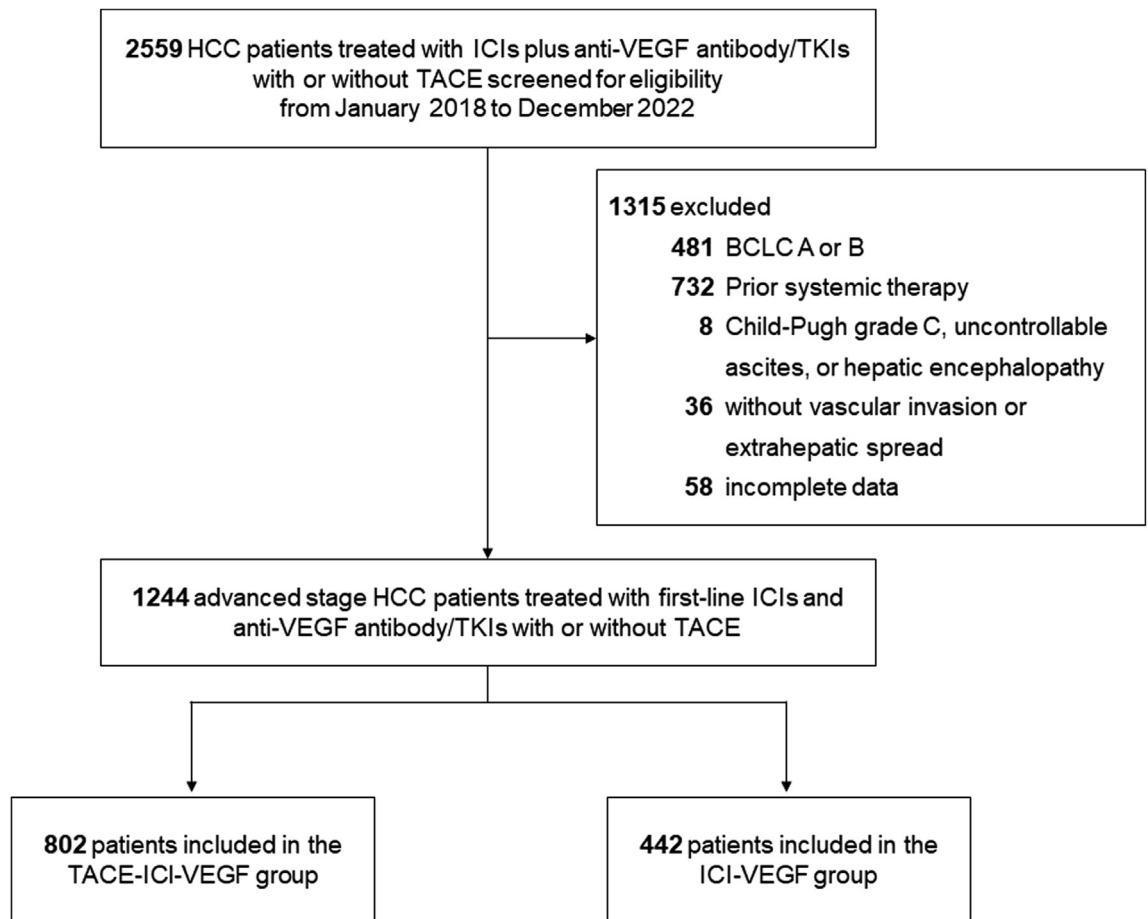 2559 HCC patients treated with ICIs plus anti-VEGF antibody/TKIs
with or without TACE screened for eligibility
from January 2018 to December 2022
1315 excluded
481 BCLC A or B
732 Prior systemic therapy
8 Child-Pugh grade C, uncontrollable
ascites, or hepatic encephalopathy
36 without vascular invasion or
extrahepatic spread
58 incomplete data
1244 advanced stage HCC patients treated with first-line ICIs and
anti-VEGF antibody/TKIs with or without TACE
802 patients included in the
TACE-ICI-VEGF group
442 patients included in the
ICI-VEGF group